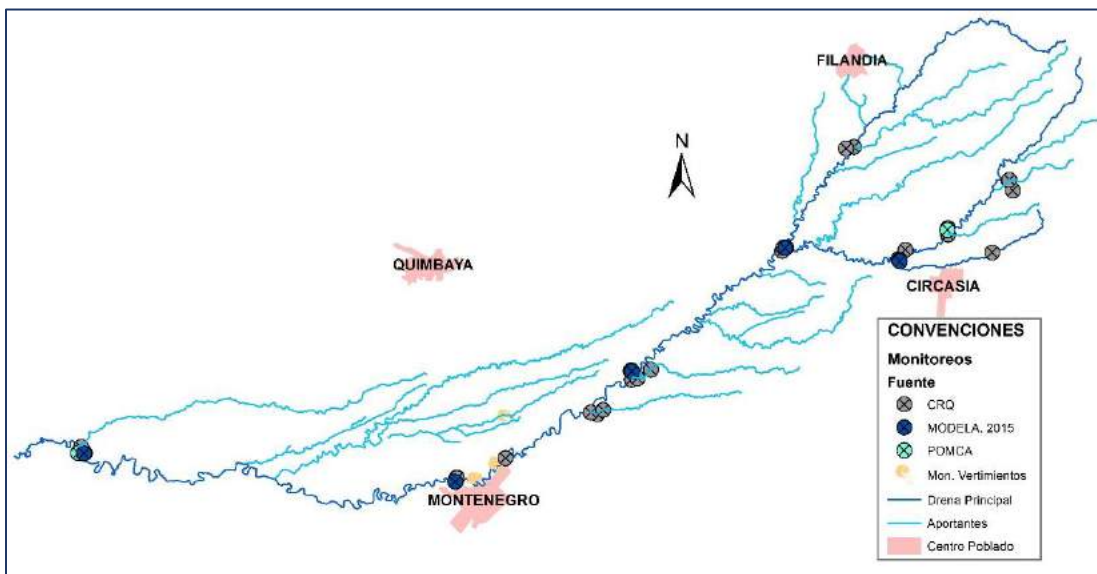 FILANDIA
N
QUIMBAYA
CIRCASIA
MONTENEGRO
CONVENCIONES
Monitoreos
Fuente
CRQ
MODELA. 2015
POMCA
Mon. Vertimientos
Drena Principal
Aportantes
Centro Poblado